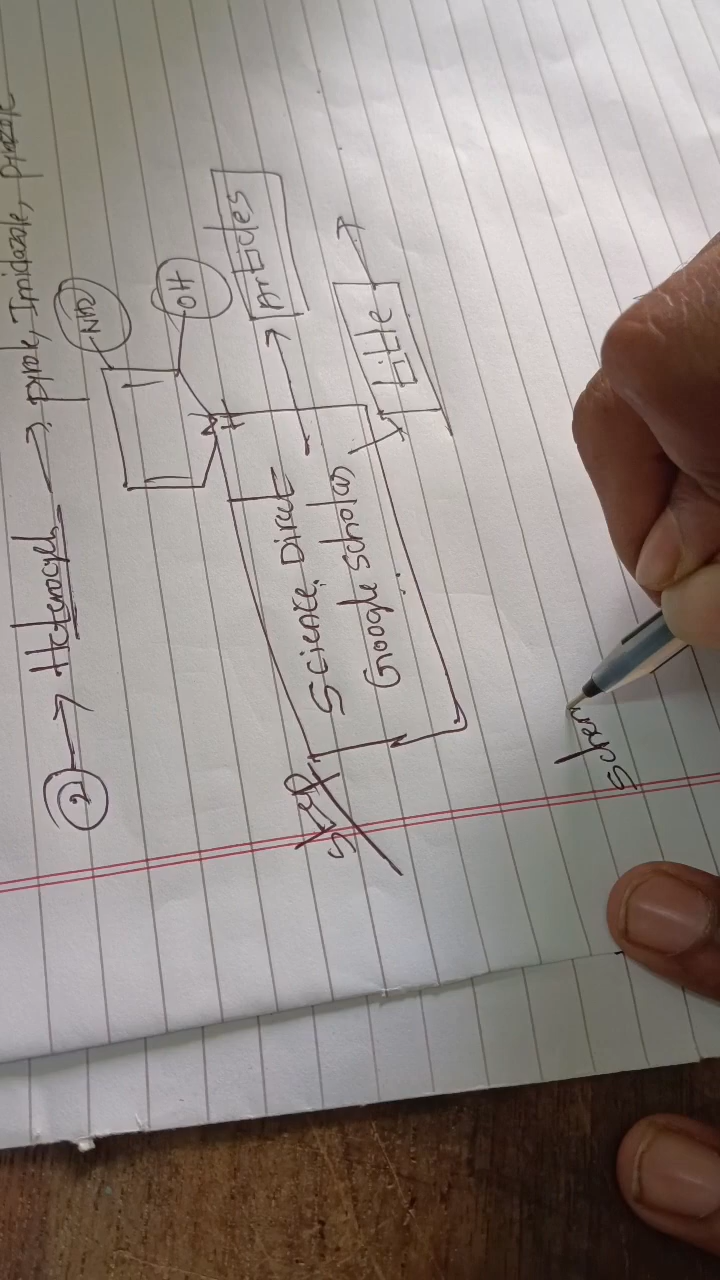 ② → Heterocycle → Pyrole, Imidazole, Pyrazole
NH2
OH
N
H
Science Direct → Articles
Google Scholar → title →
Schem